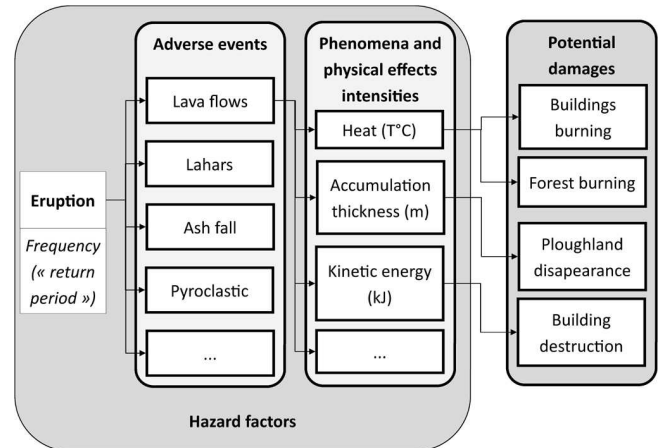 Adverse events
Lava flows
Lahars
Ash fall
Pyroclastic
...
Eruption
Frequency
(« return
period »)
Phenomena and
physical effects
intensities
Heat (T°C)
Accumulation
thickness (m)
Kinetic energy
(kJ)
...
Potential
damages
Buildings
burning
Forest burning
Ploughland
disapearance
Building
destruction
Hazard factors